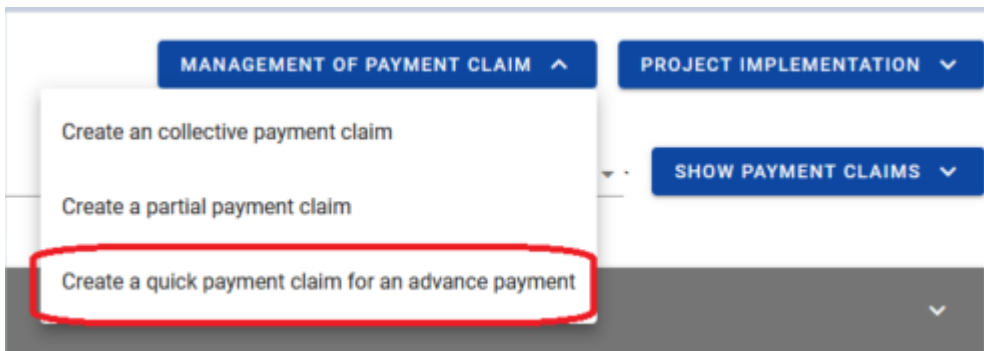 MANAGEMENT OF PAYMENT CLAIM
PROJECT IMPLEMENTATION
Create an collective payment claim
SHOW PAYMENT CLAIMS
Create a partial payment claim
Create a quick payment claim for an advance payment